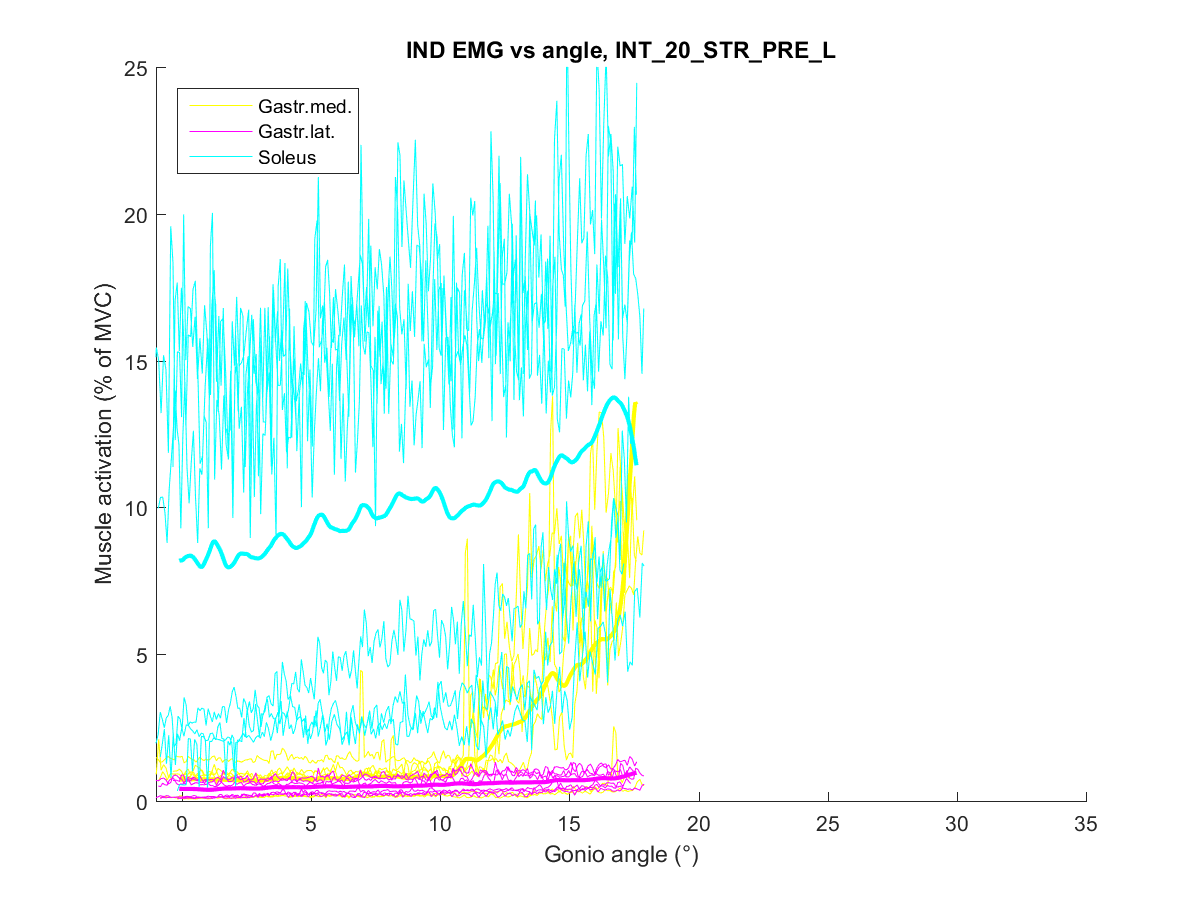 IND EMG vs angle, INT_20_STR_PRE_L
25
20
15
10
5
0
Muscle activation (% of MVC)
Gastr.med.
Gastr.lat.
Soleus
0 5 10 15 20 25 30 35
Gonio angle (°)